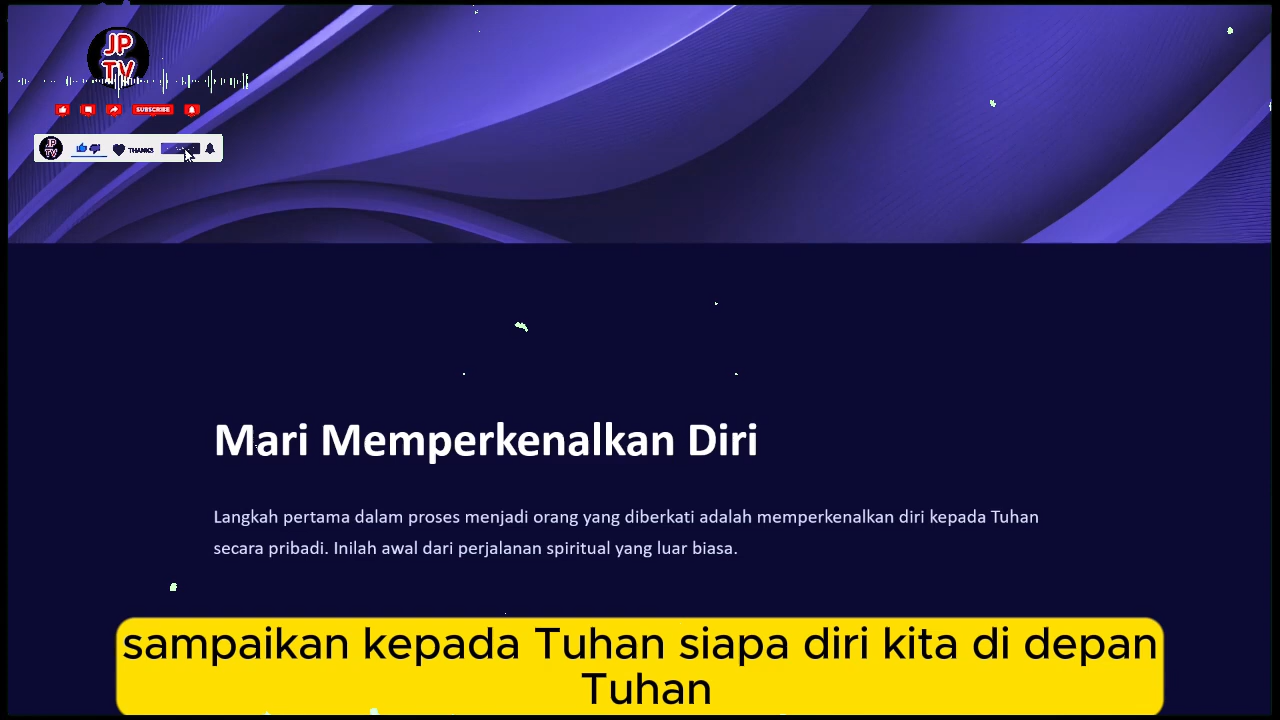 JP
TV
SUBSCRIBE
JP
TV
THANKS
Mari Memperkenalkan Diri
Langkah pertama dalam proses menjadi orang yang diberkati adalah memperkenalkan diri kepada Tuhan
secara pribadi. Inilah awal dari perjalanan spiritual yang luar biasa.
sampaikan kepada Tuhan siapa diri kita di depan
Tuhan